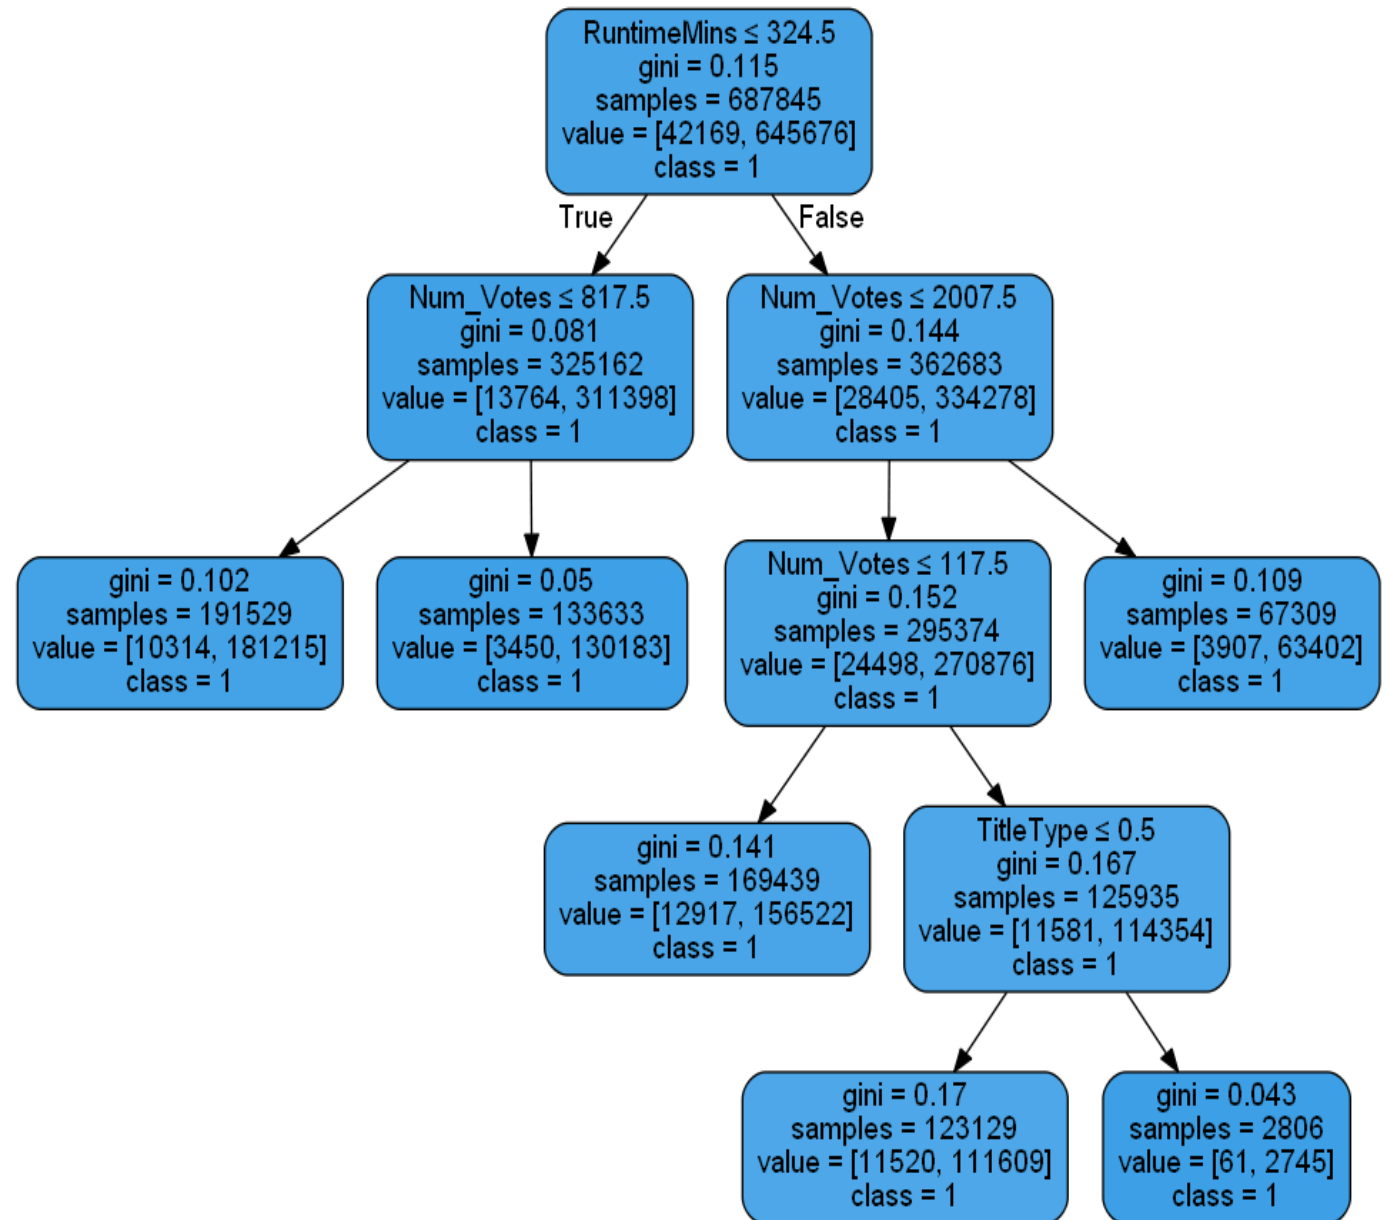 RuntimeMins ≤ 324.5
gini = 0.115
samples = 687845
value = [42169, 645676]
class = 1
True
False
Num_Votes ≤ 817.5
gini = 0.081
samples = 325162
value = [13764, 311398]
class = 1
Num_Votes ≤ 2007.5
gini = 0.144
samples = 362683
value = [28405, 334278]
class = 1
gini = 0.102
samples = 191529
value = [10314, 181215]
class = 1
gini = 0.05
samples = 133633
value = [3450, 130183]
class = 1
Num_Votes ≤ 117.5
gini = 0.152
samples = 295374
value = [24498, 270876]
class = 1
gini = 0.109
samples = 67309
value = [3907, 63402]
class = 1
gini = 0.141
samples = 169439
value = [12917, 156522]
class = 1
TitleType ≤ 0.5
gini = 0.167
samples = 125935
value = [11581, 114354]
class = 1
gini = 0.17
samples = 123129
value = [11520, 111609]
class = 1
gini = 0.043
samples = 2806
value = [61, 2745]
class = 1